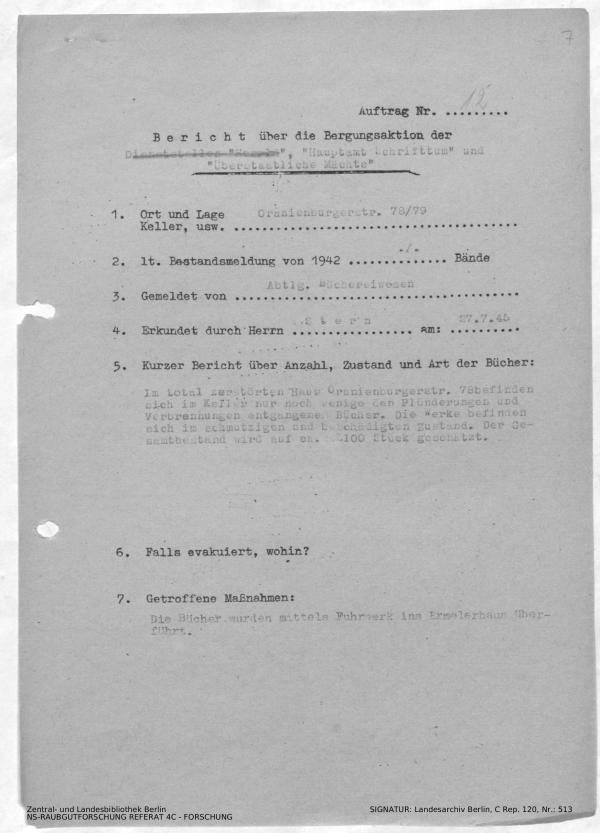 7
Auftrag Nr. 12
B e r i c h t über die Bergungsaktion der
Dienststellen ", "Hauptamt Schrifttum" und
"Überstaatliche Mächte"
1. Ort und Lage Oranienburgerstr. 78/79
Keller, usw. ........................................
2. lt. Bestandsmeldung von 1942 ...-/-........ Bände
Abtlg. Büchereiwesen
3. Gemeldet von ........................................
S t e r n 27.7.45
4. Erkundet durch Herrn ................. am: ..........
5. Kurzer Bericht über Anzahl, Zustand und Art der Bücher:
Im total zerstörten Haus Oranienburgerstr. 78befinden
sich im Keller nur noch wenige den Plünderungen und
Verbrennungen entgangene Bücher. Die Werke befinden
sich im schmutzigen und beschädigten Zustand. Der Ge-
samtbestand wird auf ca. 100 Stück geschätzt.
6. Falls evakuiert, wohin?
7. Getroffene Maßnahmen:
Die Bücher wurden mittels Fuhrwerk ins Ermelerhaus über-
führt.
Zentral- und Landesbibliothek Berlin
NS-RAUBGUTFORSCHUNG REFERAT 4C - FORSCHUNG
SIGNATUR: Landesarchiv Berlin, C Rep. 120, Nr.: 513